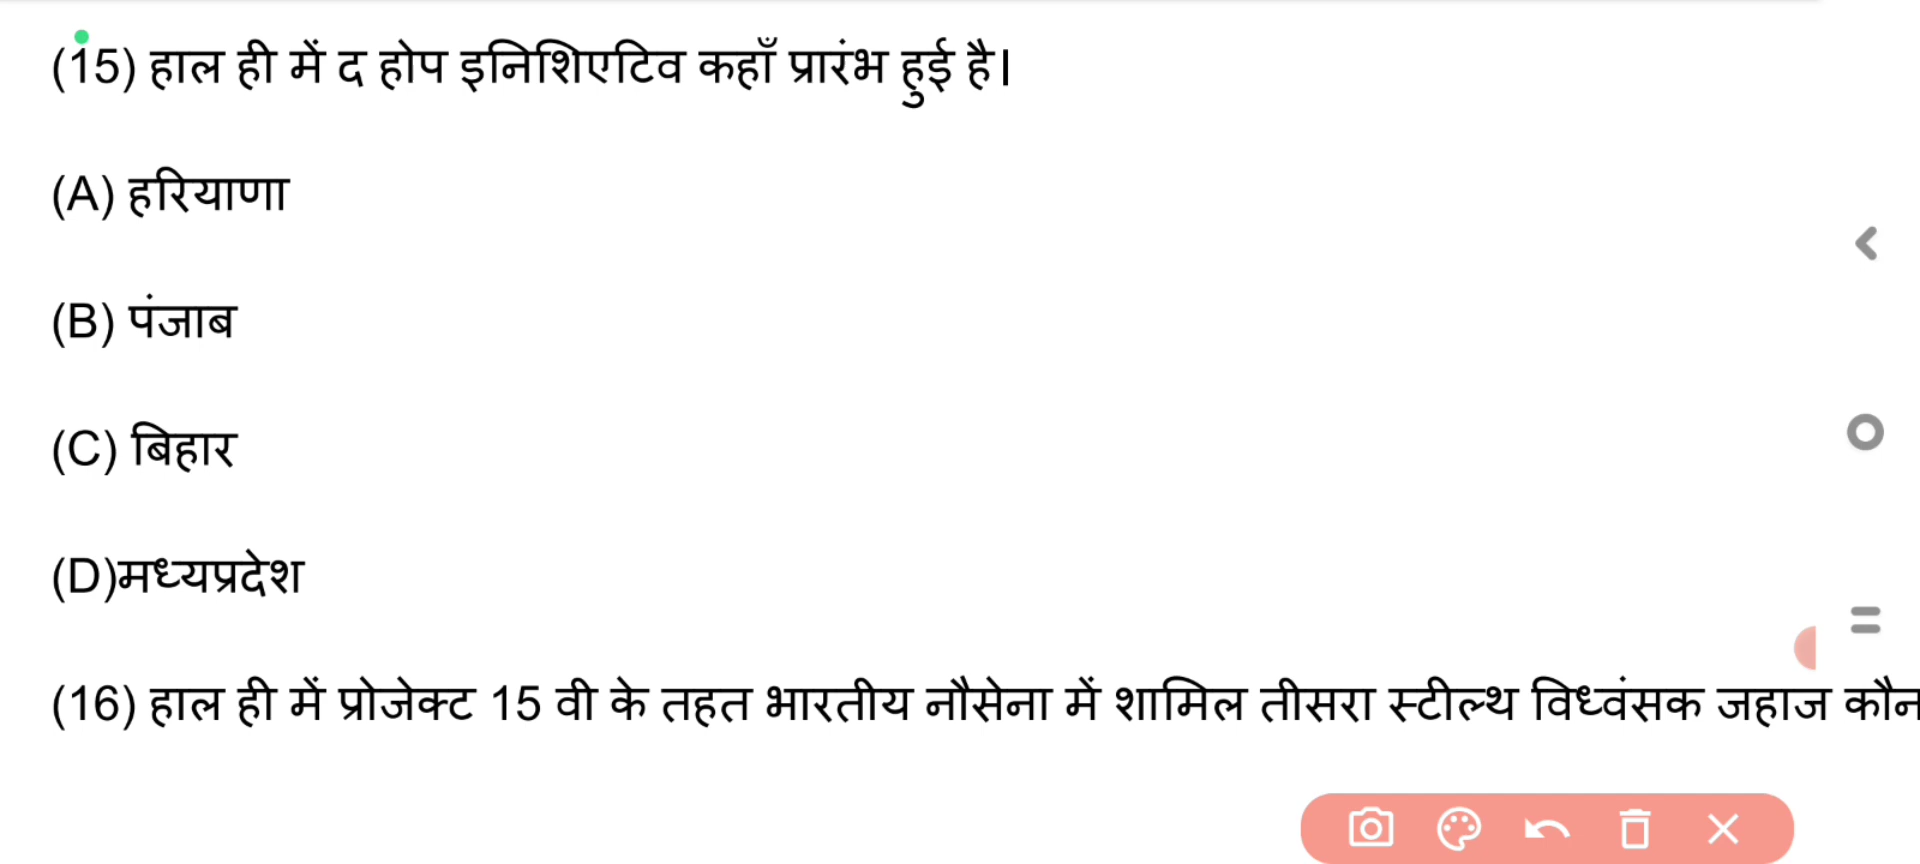 (15) हाल ही में द होप इनिशिएटिव कहाँ प्रारंभ हुई है।
(A) हरियाणा
(B) पंजाब
(C) बिहार
(D)मध्यप्रदेश
(16) हाल ही में प्रोजेक्ट 15 वी के तहत भारतीय नौसेना में शामिल तीसरा स्टील्थ विध्वंसक जहाज कौन